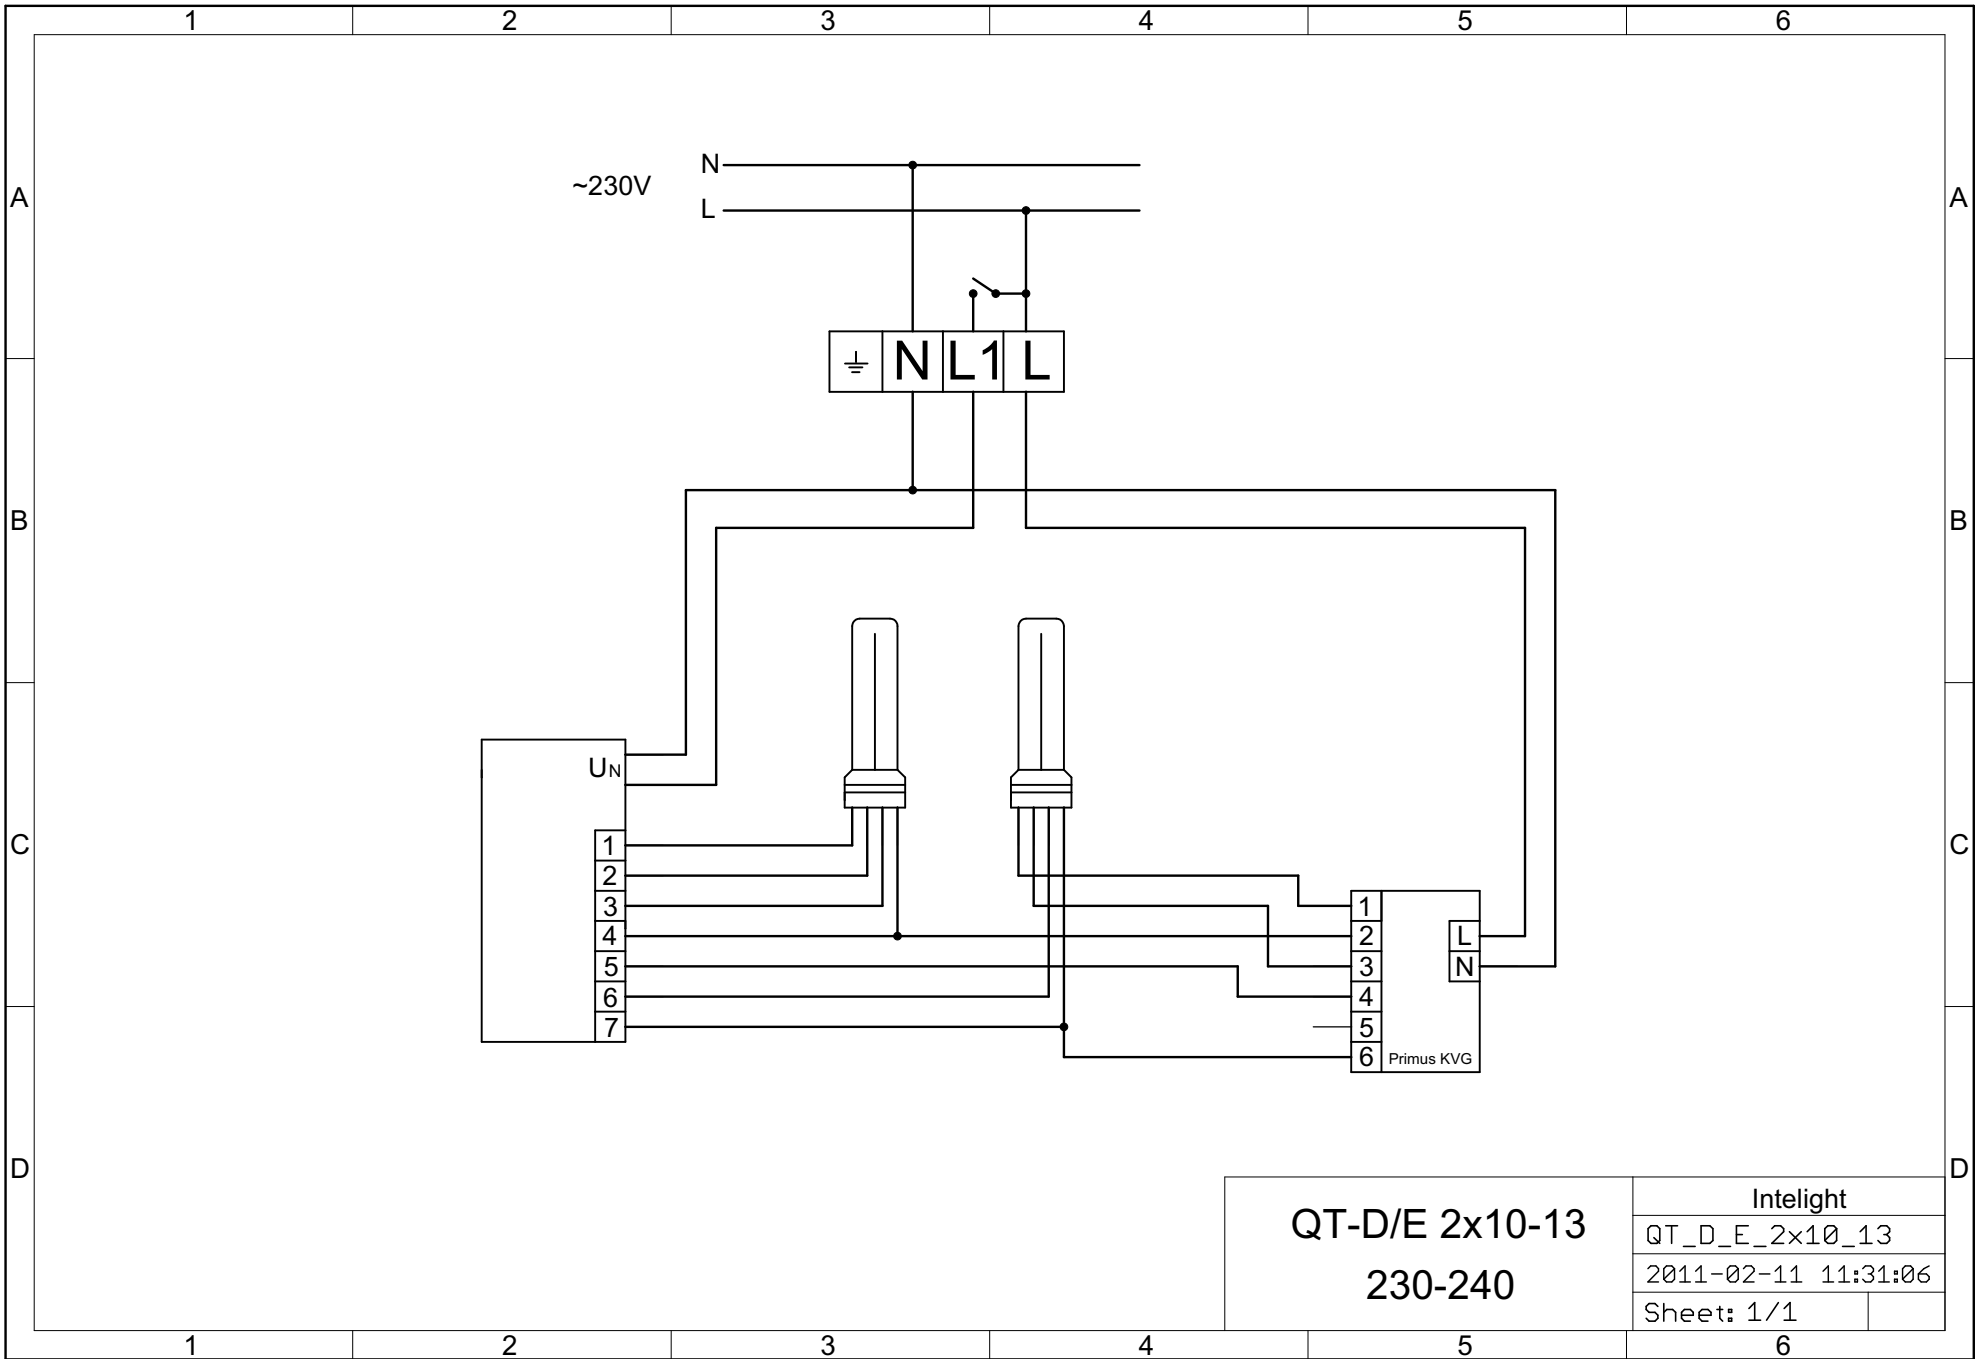 1 2 3 4 5 6
A A
N
~230V
L
N L1 L
B B
UN
C C
1
2
3
4
5
6
7
1
2
3
4
5
6
L
N
Primus KVG
D D
QT-D/E 2x10-13
230-240
Intelight
QT_D_E_2x10_13
2011-02-11 11:31:06
Sheet: 1/1
1 2 3 4 5 6